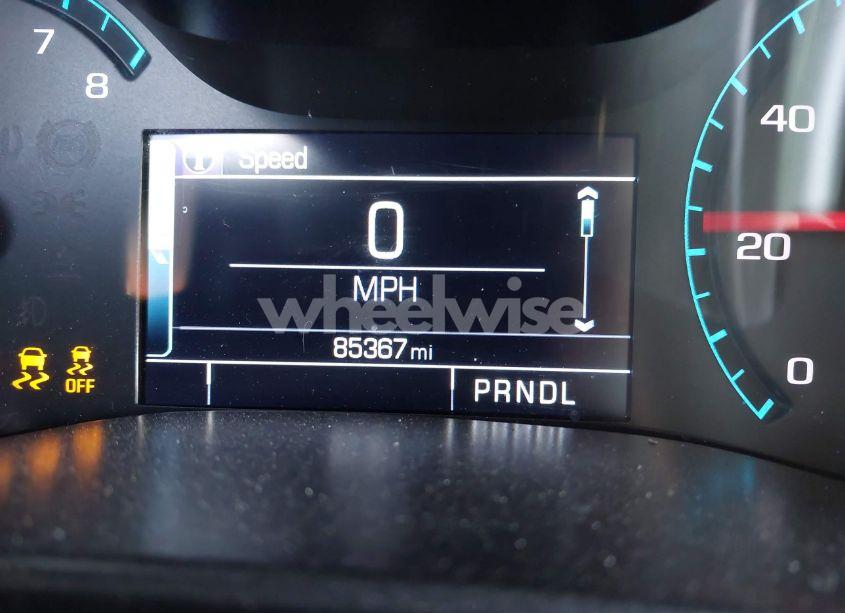 7
8
Speed
40
0
20
MPH
wheelwise
85367 mi
0
OFF
PRNDL